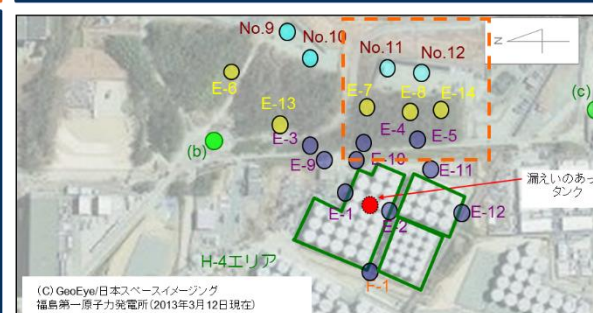 No.9
No.10
No.11
No.12
N
E-6
E-7
E-8
E-14
(c)
E-13
E-3
E-4
E-5
(b)
E-9
E-10
E-11
漏えいのあっ
タンク
E-1
E-2
E-12
H-4エリア
F-1
(C) GeoEye/日本スペースイメージング
福島第一原子力発電所(2013年3月12日現在)